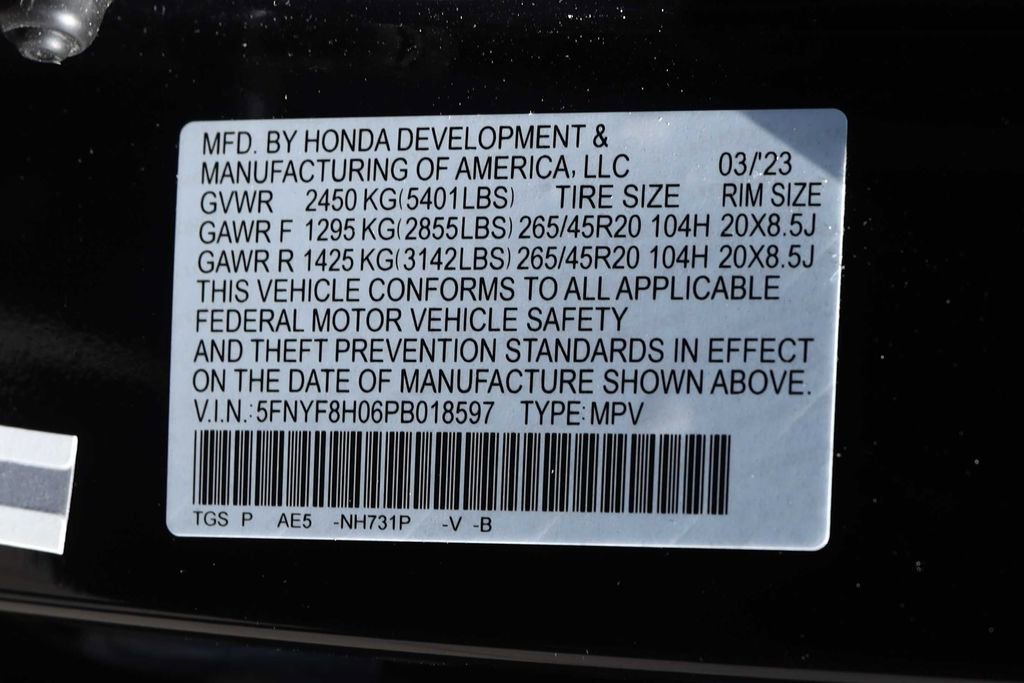 MFD. BY HONDA DEVELOPMENT &
MANUFACTURING OF AMERICA, LLC 03/'23
GVWR 2450 KG(5401LBS) TIRE SIZE RIM SIZE
GAWR F 1295 KG(2855LBS) 265/45R20 104H 20X8.5J
GAWR R 1425 KG(3142LBS) 265/45R20 104H 20X8.5J
THIS VEHICLE CONFORMS TO ALL APPLICABLE
FEDERAL MOTOR VEHICLE SAFETY
AND THEFT PREVENTION STANDARDS IN EFFECT
ON THE DATE OF MANUFACTURE SHOWN ABOVE.
V.I.N.: 5FNYF8H06PB018597 TYPE: MPV
TGS P AE5 -NH731P -V -B